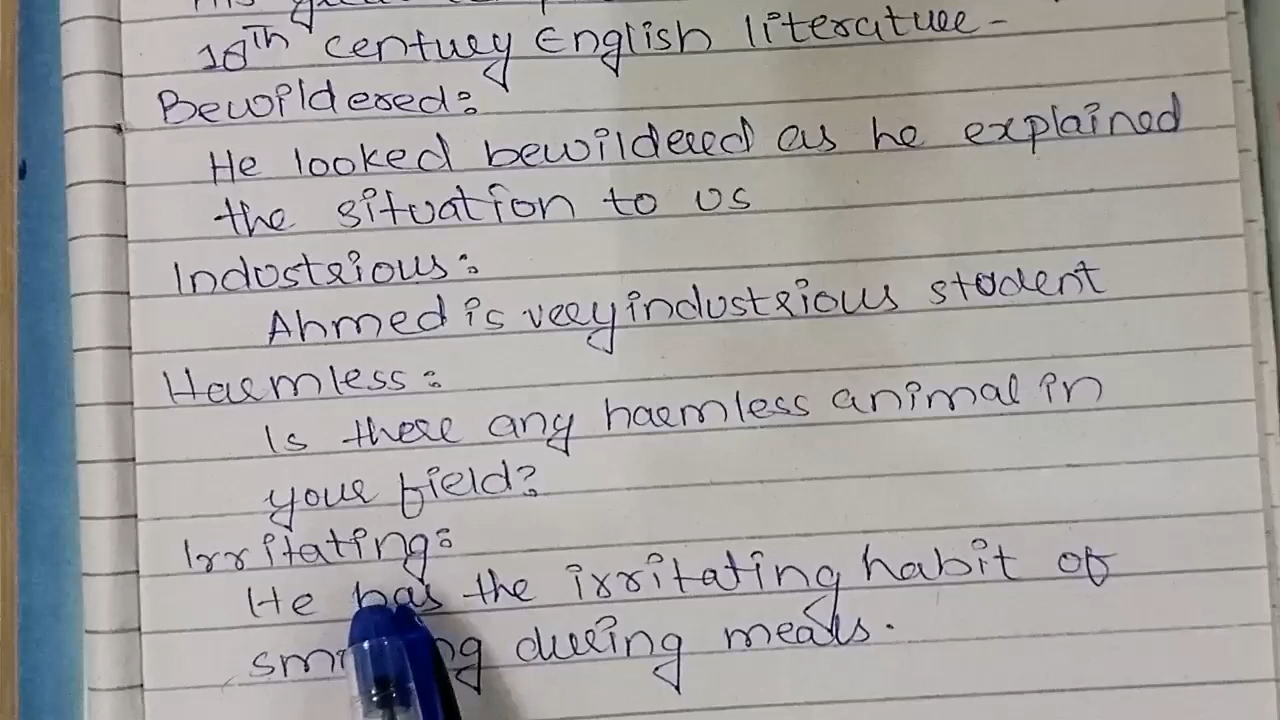 18th century English literature -
Bewildered:
He looked bewildered as he explained
the situation to us
Industrious:
Ahmed is very industrious student
Harmless:
Is there any harmless animal in
your field?
Irritating:
He has the irritating habit of
during meals.